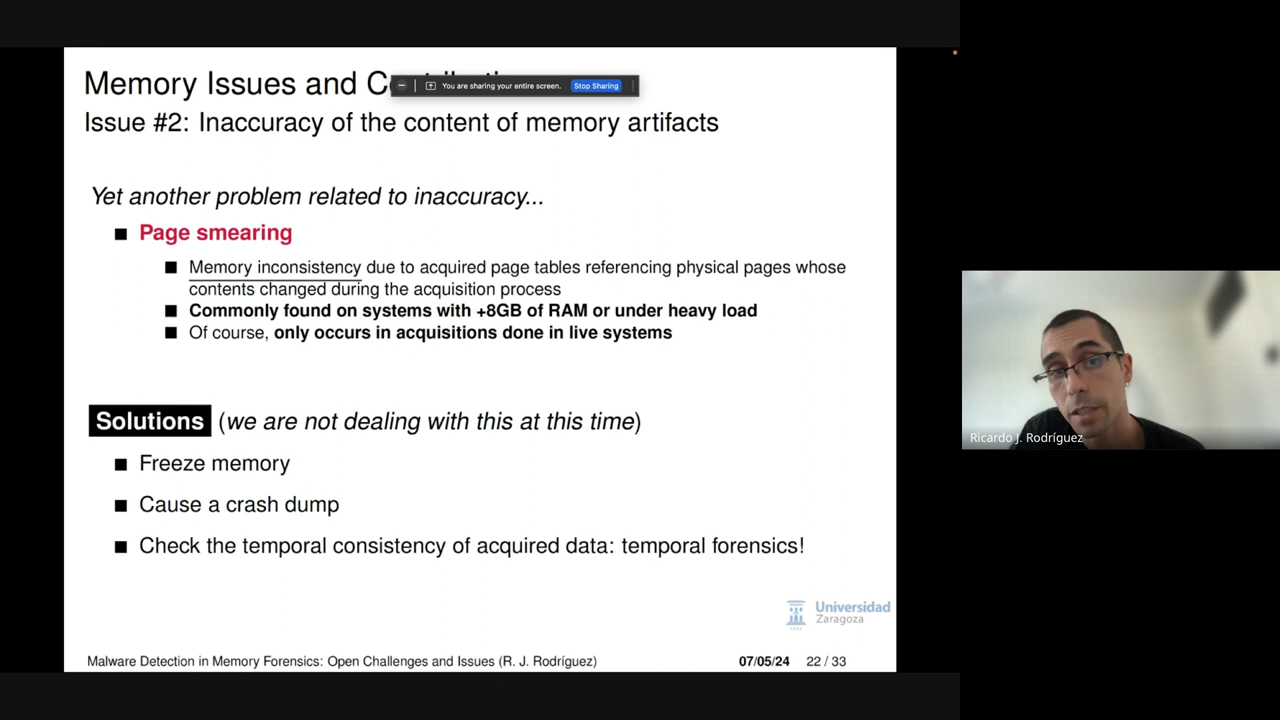 Memory Issues and C
You are sharing your entire screen.
Stop Sharing
Issue #2: Inaccuracy of the content of memory artifacts
Yet another problem related to inaccuracy...
Page smearing
Memory inconsistency due to acquired page tables referencing physical pages whose
contents changed during the acquisition process
Commonly found on systems with +8GB of RAM or under heavy load
Of course, only occurs in acquisitions done in live systems
Solutions (we are not dealing with this at this time)
Freeze memory
Cause a crash dump
Check the temporal consistency of acquired data: temporal forensics!
Universidad
Zaragoza
Malware Detection in Memory Forensics: Open Challenges and Issues (R. J. Rodríguez)
07/05/24 22 / 33
Ricardo J. Rodríguez